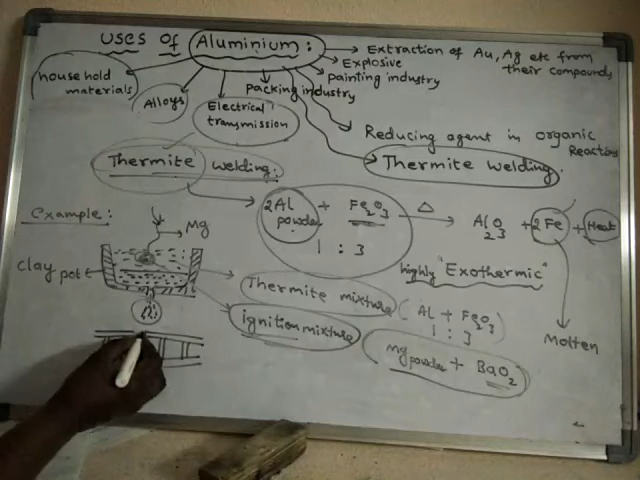 uses of Aluminium:
→ Extraction of Au, Ag etc from
their compounds
→ Explosive
painting industry
household
materials
Alloys
Electrical
transmission
packing industry
Reducing agent in organic
Reactions
Thermite welding.
Thermite welding:
2Al + Fe2O3 Δ→ Al2O3 + 2Fe + Heat
powder
1 : 3
Example:
Mg
highly "Exothermic"
clay pot
Thermite mixture ( Al + Fe2O3 )
1 : 3
ignition mixture
Mg powder + BaO2
Molten